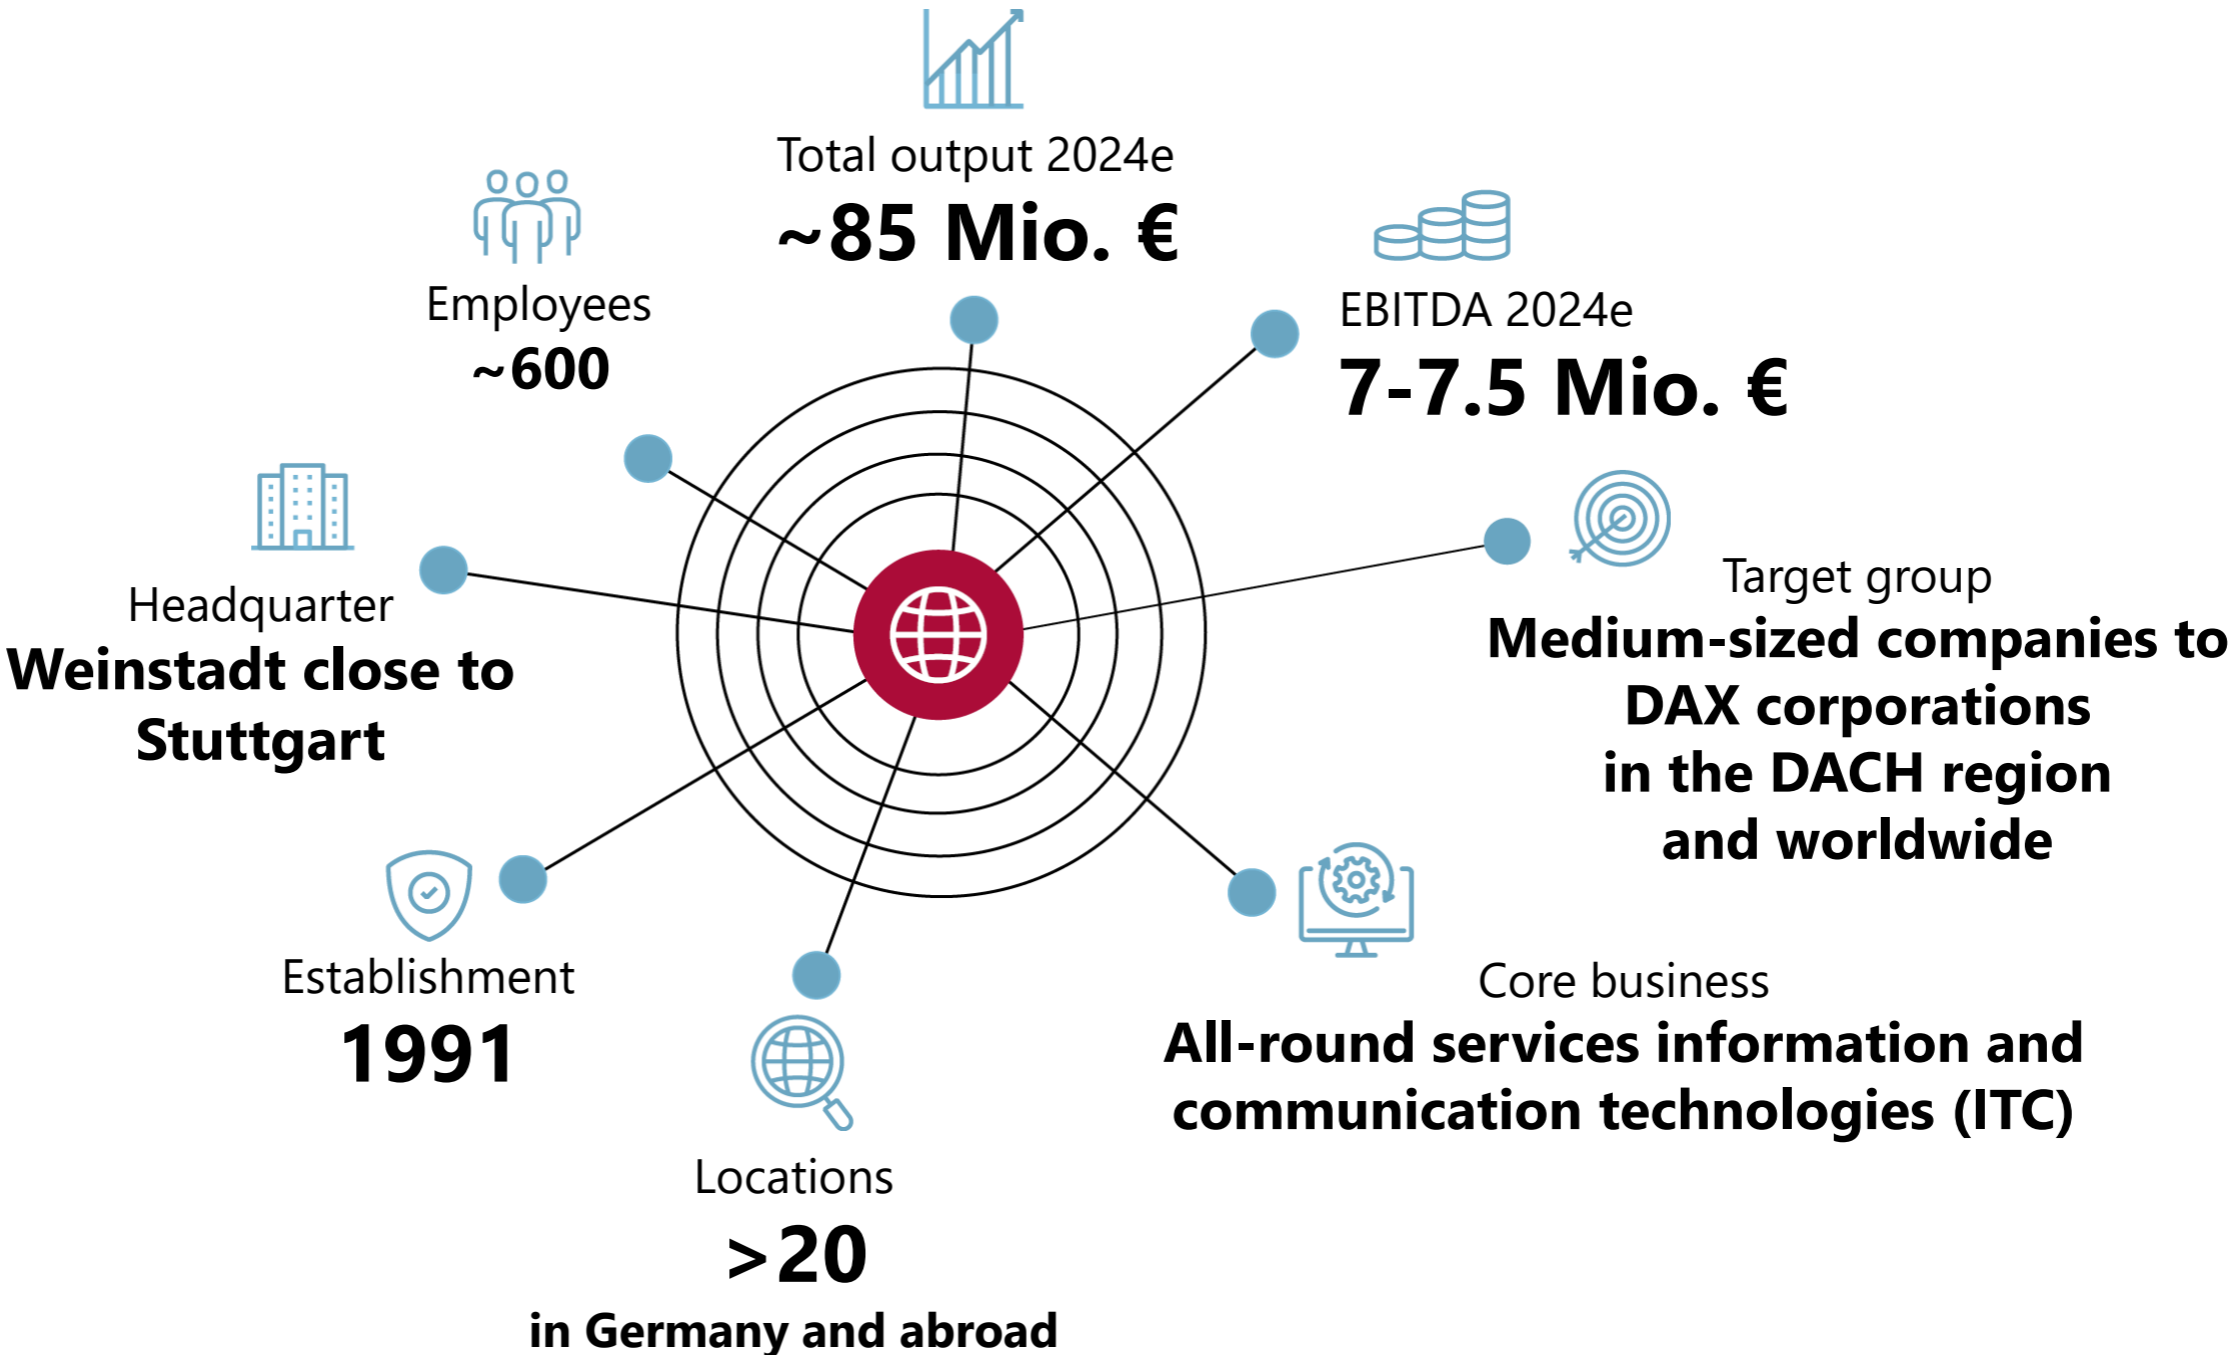 Total output 2024e
~85 Mio. €
Employees
~600
EBITDA 2024e
7-7.5 Mio. €
Headquarter
Weinstadt close to
Stuttgart
Target group
Medium-sized companies to
DAX corporations
in the DACH region
and worldwide
Establishment
1991
Core business
All-round services information and
communication technologies (ITC)
Locations
>20
in Germany and abroad